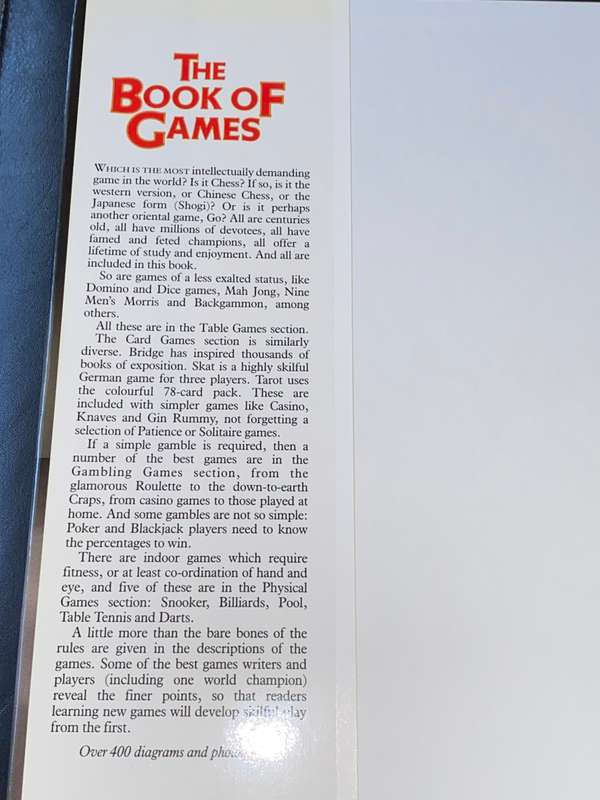 THE
BOOK OF
GAMES
WHICH IS THE MOST intellectually demanding
game in the world? Is it Chess? If so, is it the
western version, or Chinese Chess, or the
Japanese form (Shogi)? Or is it perhaps
another oriental game, Go? All are centuries
old, all have millions of devotees, all have
famed and feted champions, all offer a
lifetime of study and enjoyment. And all are
included in this book.
So are games of a less exalted status, like
Domino and Dice games, Mah Jong, Nine
Men's Morris and Backgammon, among
others.
All these are in the Table Games section.
The Card Games section is similarly
diverse. Bridge has inspired thousands of
books of exposition. Skat is a highly skilful
German game for three players. Tarot uses
the colourful 78-card pack. These are
included with simpler games like Casino,
Knaves and Gin Rummy, not forgetting a
selection of Patience or Solitaire games.
If a simple gamble is required, then a
number of the best games are in the
Gambling Games section, from the
glamorous Roulette to the down-to-earth
Craps, from casino games to those played at
home. And some gambles are not so simple:
Poker and Blackjack players need to know
the percentages to win.
There are indoor games which require
fitness, or at least co-ordination of hand and
eye, and five of these are in the Physical
Games section: Snooker, Billiards, Pool,
Table Tennis and Darts.
A little more than the bare bones of the
rules are given in the descriptions of the
games. Some of the best games writers and
players (including one world champion)
reveal the finer points, so that readers
learning new games will develop skilful play
from the first.
Over 400 diagrams and